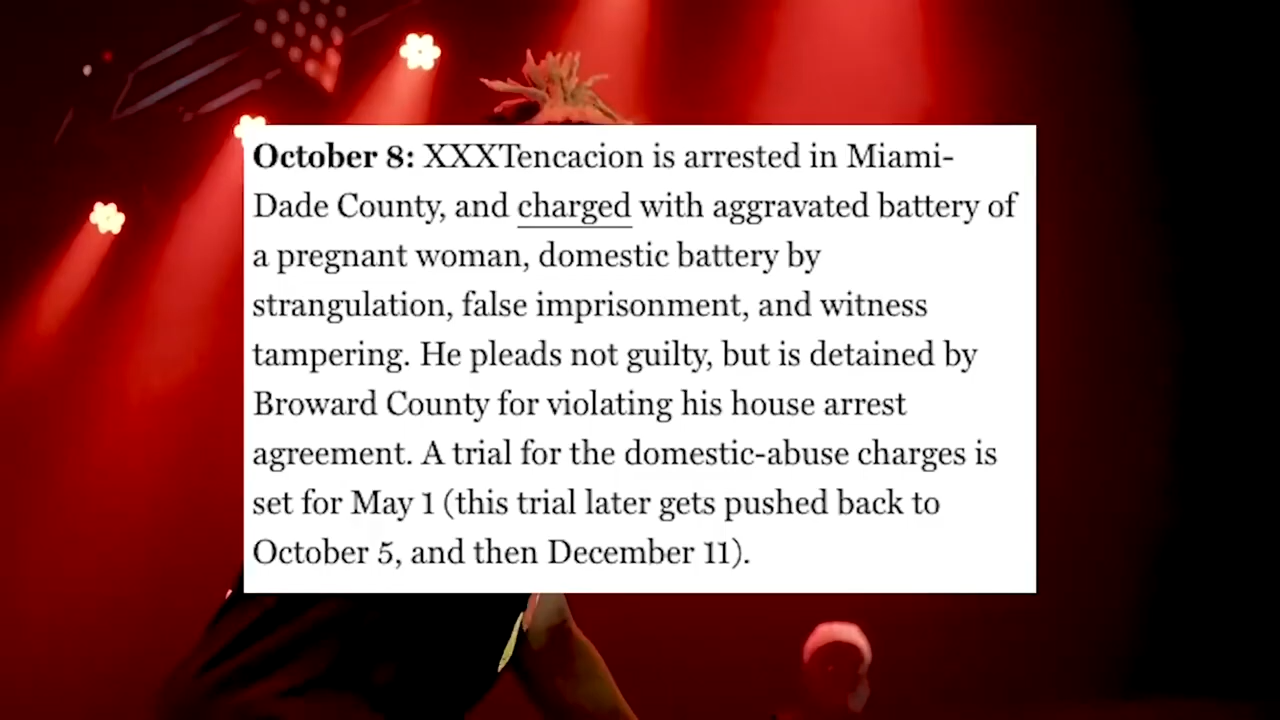 October 8: XXXTencacion is arrested in Miami-
Dade County, and charged with aggravated battery of
a pregnant woman, domestic battery by
strangulation, false imprisonment, and witness
tampering. He pleads not guilty, but is detained by
Broward County for violating his house arrest
agreement. A trial for the domestic-abuse charges is
set for May 1 (this trial later gets pushed back to
October 5, and then December 11).